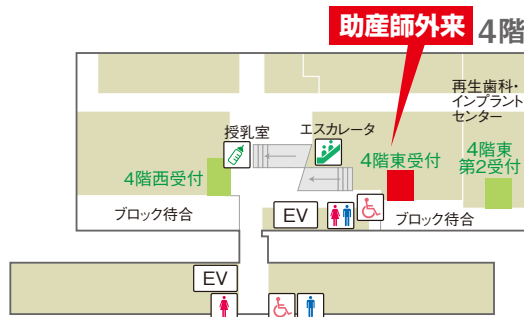 助産師外来
4階
再生歯科・
インプラント
センター
授乳室
エスカレータ
4階西受付
4階東受付
4階東
第2受付
ブロック待合
EV
ブロック待合
EV